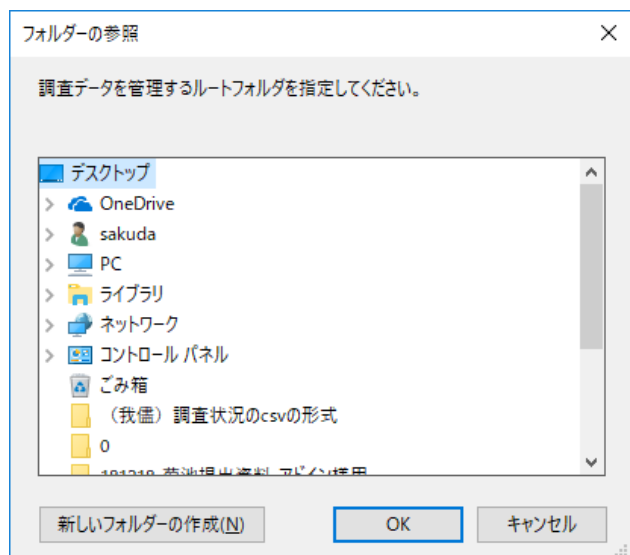 フォルダーの参照
調査データを管理するルートフォルダを指定してください。
デスクトップ
OneDrive
sakuda
PC
ライブラリ
ネットワーク
コントロール パネル
ごみ箱
（我儘）調査状況のcsvの形式
0
新しいフォルダーの作成(N)
OK
キャンセル